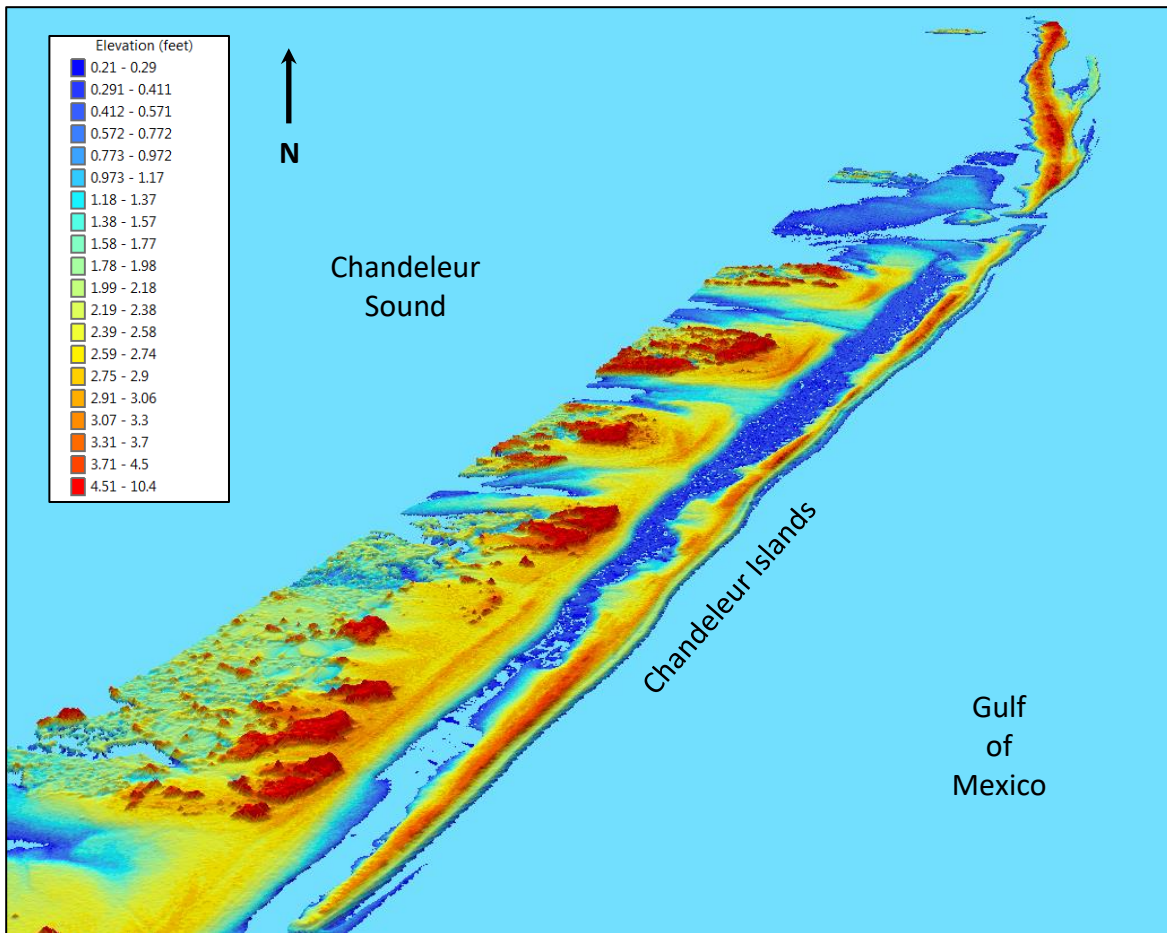 Elevation (feet)
0.21 - 0.29
0.291 - 0.411
0.412 - 0.571
0.572 - 0.772
0.773 - 0.972
0.973 - 1.17
1.18 - 1.37
1.38 - 1.57
1.58 - 1.77
1.78 - 1.98
1.99 - 2.18
2.19 - 2.38
2.39 - 2.58
2.59 - 2.74
2.75 - 2.9
2.91 - 3.06
3.07 - 3.3
3.31 - 3.7
3.71 - 4.5
4.51 - 10.4
N
Chandeleur
Sound
Chandeleur Islands
Gulf
of
Mexico